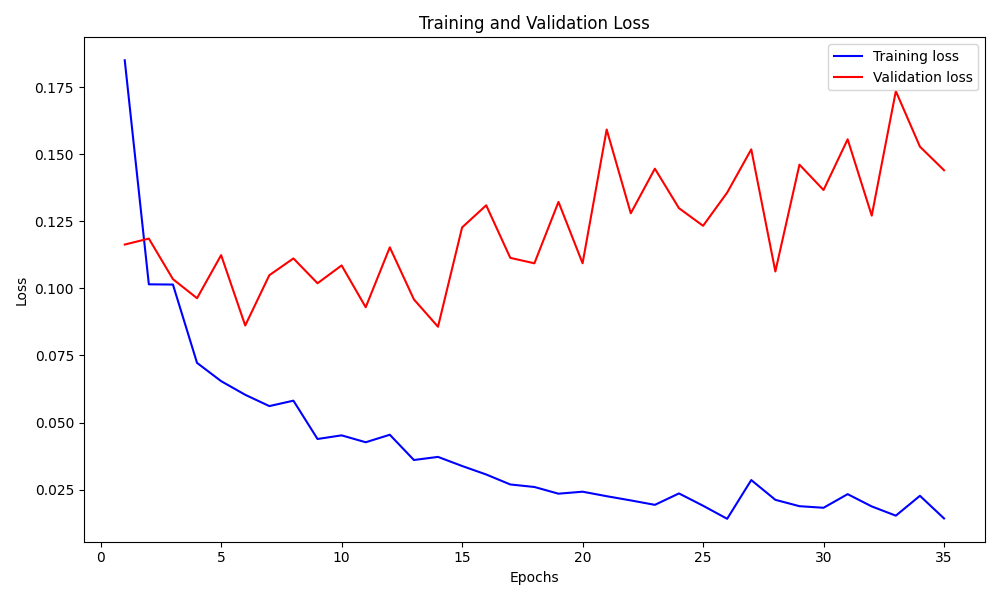 Training and Validation Loss
Training loss
Validation loss
Loss
0.175
0.150
0.125
0.100
0.075
0.050
0.025
0 5 10 15 20 25 30 35
Epochs